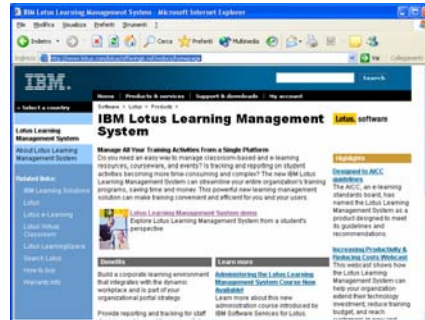 IBM Lotus Learning Management System - Microsoft Internet Explorer
File Modifica Visualizza Preferiti Strumenti ?
Indietro Cerca Preferiti Multimedia
Vai Collegamenti
IBM.
Search
Home | Products & services | Support & downloads | My account
Select a country
Software > Lotus > Products >
IBM Lotus Learning Management
System
Lotus. software
Lotus Learning
Management System
About Lotus Learning
Management System
Related links:
IBM Learning Solutions
Lotus
Lotus e-Learning
Lotus Virtual
Classroom
Lotus LearningSpace
Search Lotus
How to buy
Warranty info
Manage All Your Training Activities From a Single Platform
Do you need an easy way to manage classroom-based and e-learning
resources, courseware, and events? Is tracking and reporting on student
activities becoming more time-consuming and complex? The new IBM Lotus
Learning Management System can streamline your entire organization's training
programs, saving time and money. This powerful new learning management
solution can make training convenient and efficient for you and your users.
Lotus Learning Management System demo
Explore Lotus Learning Management System from a student's
perspective
Benefits
Build a corporate learning environment
that integrates with the dynamic
workplace and is part of your
organizational portal strategy.
Provide reporting and tracking for staff
Learn more
Administering the Lotus Learning
Management System Course Now
Available!
Learn more about this new
administration course introduced by
IBM Software Services for Lotus.
Highlights
Designed to AICC
guidelines
The AICC, an e-learning
standards board, has
named the Lotus Learning
Management System as a
product designed to meet
its guidelines and
recommendations.
Increasing Productivity &
Reducing Costs Webcast
This webcast shows how
the Lotus Learning
Management System can
help your organization
extend their technology
investment, reduce training
budget, and reach